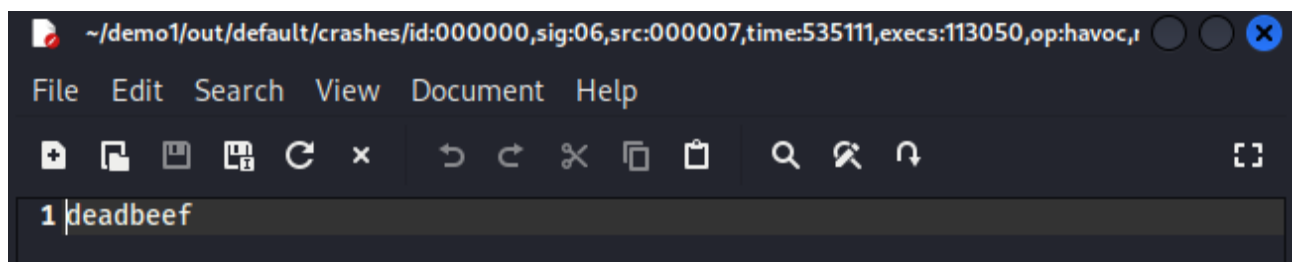 ~/demo1/out/default/crashes/id:000000,sig:06,src:000007,time:535111,execs:113050,op:havoc,r
File Edit Search View Document Help
1 deadbeef